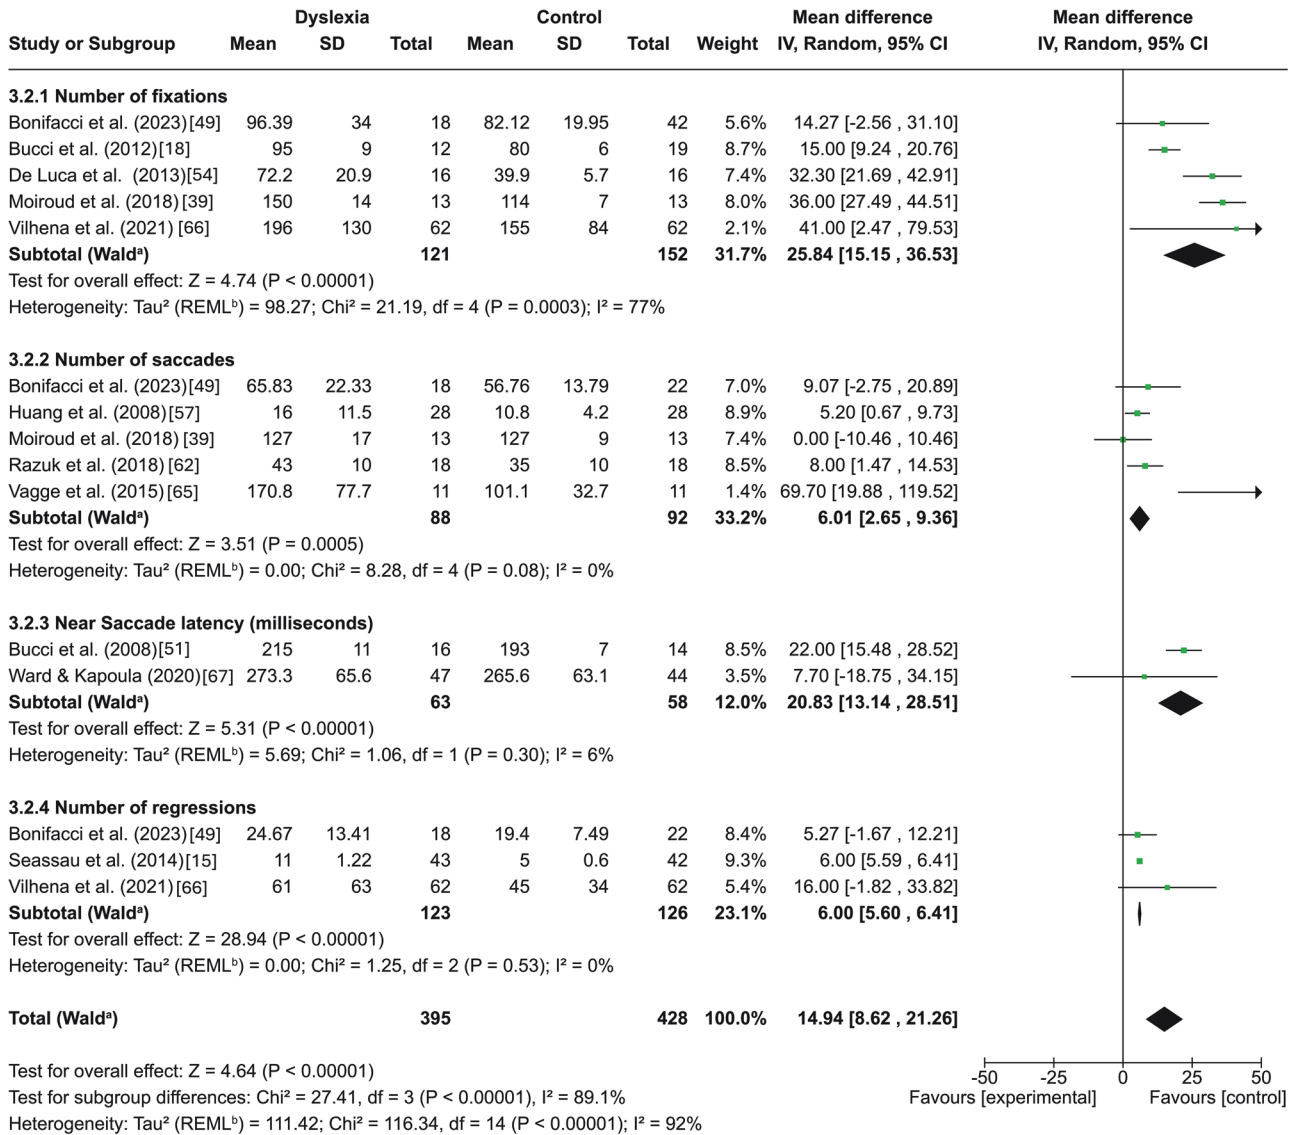 Dyslexia Control Mean difference Mean difference
Study or Subgroup Mean SD Total Mean SD Total Weight IV, Random, 95% CI IV, Random, 95% CI
3.2.1 Number of fixations
Bonifacci et al. (2023)[49] 96.39 34 18 82.12 19.95 42 5.6% 14.27 [-2.56 , 31.10]
Bucci et al. (2012)[18] 95 9 12 80 6 19 8.7% 15.00 [9.24 , 20.76]
De Luca et al. (2013)[54] 72.2 20.9 16 39.9 5.7 16 7.4% 32.30 [21.69 , 42.91]
Moiroud et al. (2018) [39] 150 14 13 114 7 13 8.0% 36.00 [27.49 , 44.51]
Vilhena et al. (2021) [66] 196 130 62 155 84 62 2.1% 41.00 [2.47 , 79.53]
Subtotal (Waldª) 121 152 31.7% 25.84 [15.15 , 36.53]
Test for overall effect: Z = 4.74 (P < 0.00001)
Heterogeneity: Tau² (REMLᵇ) = 98.27; Chi² = 21.19, df = 4 (P = 0.0003); I² = 77%
3.2.2 Number of saccades
Bonifacci et al. (2023)[49] 65.83 22.33 18 56.76 13.79 22 7.0% 9.07 [-2.75 , 20.89]
Huang et al. (2008) [57] 16 11.5 28 10.8 4.2 28 8.9% 5.20 [0.67 , 9.73]
Moiroud et al. (2018) [39] 127 17 13 127 9 13 7.4% 0.00 [-10.46 , 10.46]
Razuk et al. (2018) [62] 43 10 18 35 10 18 8.5% 8.00 [1.47 , 14.53]
Vagge et al. (2015) [65] 170.8 77.7 11 101.1 32.7 11 1.4% 69.70 [19.88 , 119.52]
Subtotal (Waldª) 88 92 33.2% 6.01 [2.65 , 9.36]
Test for overall effect: Z = 3.51 (P = 0.0005)
Heterogeneity: Tau² (REMLᵇ) = 0.00; Chi² = 8.28, df = 4 (P = 0.08); I² = 0%
3.2.3 Near Saccade latency (milliseconds)
Bucci et al. (2008)[51] 215 11 16 193 7 14 8.5% 22.00 [15.48 , 28.52]
Ward & Kapoula (2020)[67] 273.3 65.6 47 265.6 63.1 44 3.5% 7.70 [-18.75 , 34.15]
Subtotal (Waldª) 63 58 12.0% 20.83 [13.14 , 28.51]
Test for overall effect: Z = 5.31 (P < 0.00001)
Heterogeneity: Tau² (REMLᵇ) = 5.69; Chi² = 1.06, df = 1 (P = 0.30); I² = 6%
3.2.4 Number of regressions
Bonifacci et al. (2023)[49] 24.67 13.41 18 19.4 7.49 22 8.4% 5.27 [-1.67 , 12.21]
Seassau et al. (2014)[15] 11 1.22 43 5 0.6 42 9.3% 6.00 [5.59 , 6.41]
Vilhena et al. (2021) [66] 61 63 62 45 34 62 5.4% 16.00 [-1.82 , 33.82]
Subtotal (Waldª) 123 126 23.1% 6.00 [5.60 , 6.41]
Test for overall effect: Z = 28.94 (P < 0.00001)
Heterogeneity: Tau² (REMLᵇ) = 0.00; Chi² = 1.25, df = 2 (P = 0.53); I² = 0%
Total (Waldª) 395 428 100.0% 14.94 [8.62 , 21.26]
Test for overall effect: Z = 4.64 (P < 0.00001)
-50 -25 0 25 50
Test for subgroup differences: Chi² = 27.41, df = 3 (P < 0.00001), I² = 89.1%
Favours [experimental] Favours [control]
Heterogeneity: Tau² (REMLᵇ) = 111.42; Chi² = 116.34, df = 14 (P < 0.00001); I² = 92%